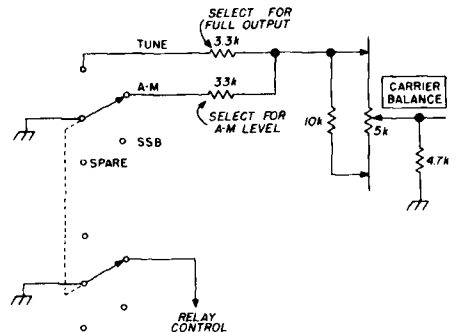 SELECT FOR
FULL OUTPUT
TUNE
3.3k
A-M
33k
SELECT FOR
A-M LEVEL
SSB
SPARE
10k
5k
CARRIER
BALANCE
4.7k
RELAY
CONTROL